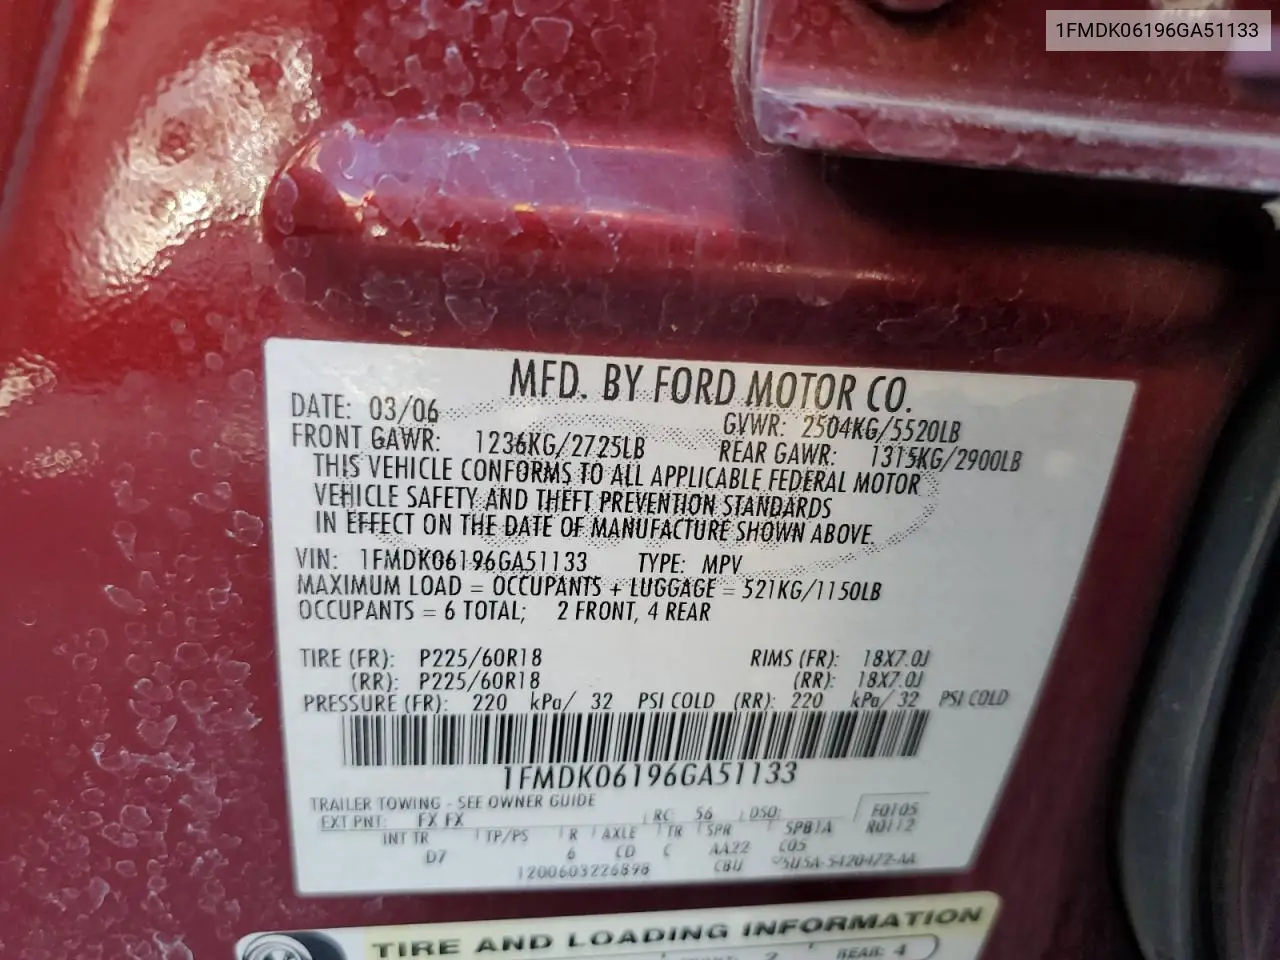 1FMDK06196GA51133
MFD. BY FORD MOTOR CO.
DATE: 03/06 GVWR: 2504KG/5520LB
FRONT GAWR: 1236KG/2725LB REAR GAWR: 1315KG/2900LB
THIS VEHICLE CONFORMS TO ALL APPLICABLE FEDERAL MOTOR
VEHICLE SAFETY AND THEFT PREVENTION STANDARDS
IN EFFECT ON THE DATE OF MANUFACTURE SHOWN ABOVE.
VIN: 1FMDK06196GA51133 TYPE: MPV
MAXIMUM LOAD = OCCUPANTS + LUGGAGE = 521KG/1150LB
OCCUPANTS = 6 TOTAL; 2 FRONT, 4 REAR
TIRE (FR): P225/60R18 RIMS (FR): 18X7.0J
(RR): P225/60R18 (RR): 18X7.0J
PRESSURE (FR): 220 kPa/ 32 PSI COLD (RR): 220 kPa/ 32 PSI COLD
1FMDK06196GA51133
TRAILER TOWING - SEE OWNER GUIDE
EXT PNT: FX FX RC: 56 DSO: F0105
INT TR TP/PS R AXLE TR SPR SPB1A R0112
D7 6 CD C AA22 C05
1200603226898 CBU
TIRE AND LOADING INFORMATION
2 REAR: 4